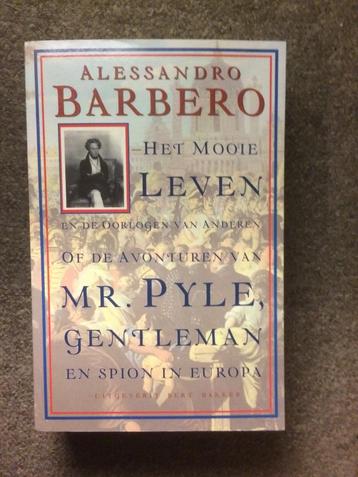 ALESSANDRO
BARBERO
–HET MOOIE
LEVEN
EN DE OORLOGEN VAN ANDEREN
OF DE AVONTUREN VAN
MR. PYLE,
GENTLEMAN
EN SPION IN EUROPA
–UITGEVERIJ BERT BAKKER–